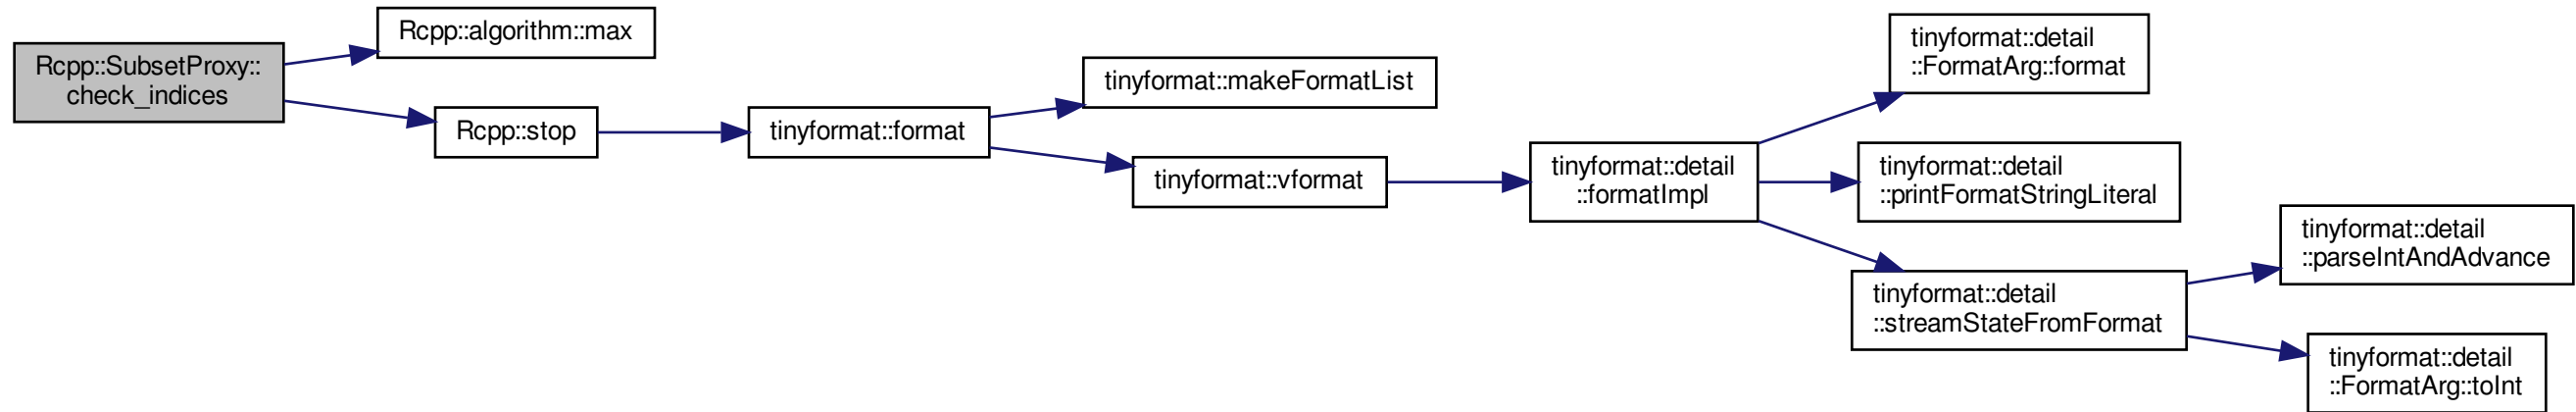 Rcpp::SubsetProxy::
check_indices
Rcpp::algorithm::max
Rcpp::stop
tinyformat::format
tinyformat::makeFormatList
tinyformat::vformat
tinyformat::detail
::formatImpl
tinyformat::detail
::FormatArg::format
tinyformat::detail
::printFormatStringLiteral
tinyformat::detail
::streamStateFromFormat
tinyformat::detail
::parseIntAndAdvance
tinyformat::detail
::FormatArg::toInt